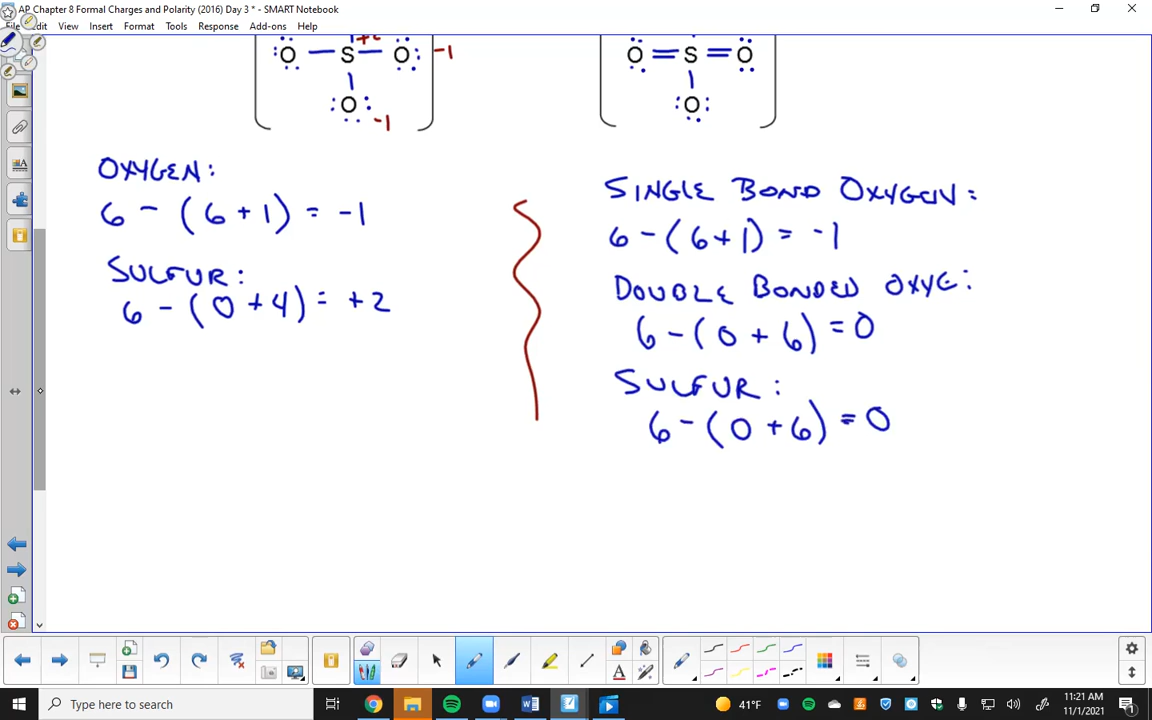 AP Chapter 8 Formal Charges and Polarity (2016) Day 3 * - SMART Notebook
File Edit View Insert Format Tools Response Add-ons Help
+2
O — S — O -1
O = S = O
O
-1
O
OXYGEN:
6 - (6 + 1) = -1
SULFUR:
6 - (0 + 4) = +2
SINGLE BOND OXYGEN:
6 - (6 + 1) = -1
DOUBLE BONDED OXYG:
6 - (0 + 6) = 0
SULFUR:
6 - (0 + 6) = 0
Type here to search
41°F
11:21 AM
11/1/2021